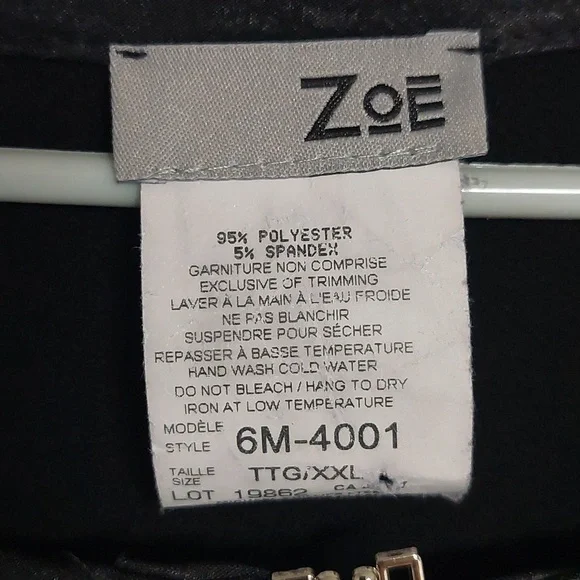 ZOE
95% POLYESTER
5% SPANDEX
GARNITURE NON COMPRISE
EXCLUSIVE OF TRIMMING
LAVER À LA MAIN À L'EAU FROIDE
NE PAS BLANCHIR
SUSPENDRE POUR SÉCHER
REPASSER À BASSE TEMPERATURE
HAND WASH COLD WATER
DO NOT BLEACH / HANG TO DRY
IRON AT LOW TEMPERATURE
MODÈLE
STYLE 6M-4001
TAILLE
SIZE TTG/XXL
LOT 19862